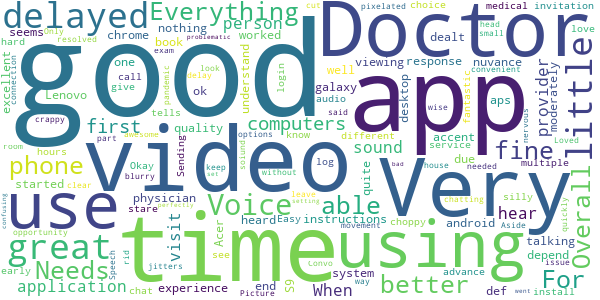 delayed Everything Doctor
cut pixelated choice medical invitation
person
nothing
seems
Only
resolved
hard
chrome
worked
dealt
head
small
love
book
viewing response nuvance
problematic
exam
look
delay
good app little
excellent
connection
Lenovo
one
call
give
tells
pandemic
ok
understand
login
galaxy
well
wise
desktop
provider
moderately
fantastic
convenient
audio
said
aps
nervous
first
computers
quality
different
accent
fine
video Very
room
hours
awesome
options
know
sound
service
due
multiple
Loved
phone
part
Sending
log
Okay
clear
perfectly
blurry
keep
set
without
quite
needed
bad
house
Easy
chatting
silly
quickly
use time using
started
physician
stare
Voice able
hear
android
Aside
confusing
opportunity
visit
heard
instructions
choppy
talking
issue
went
Overall
great
Acer
see
leave
setting
movement
depend
Needs
Speech
rid
jitters
S9
end
Picture
When
system
better
advance
way
Lonvo
def
For
install
early
application
chat
experience